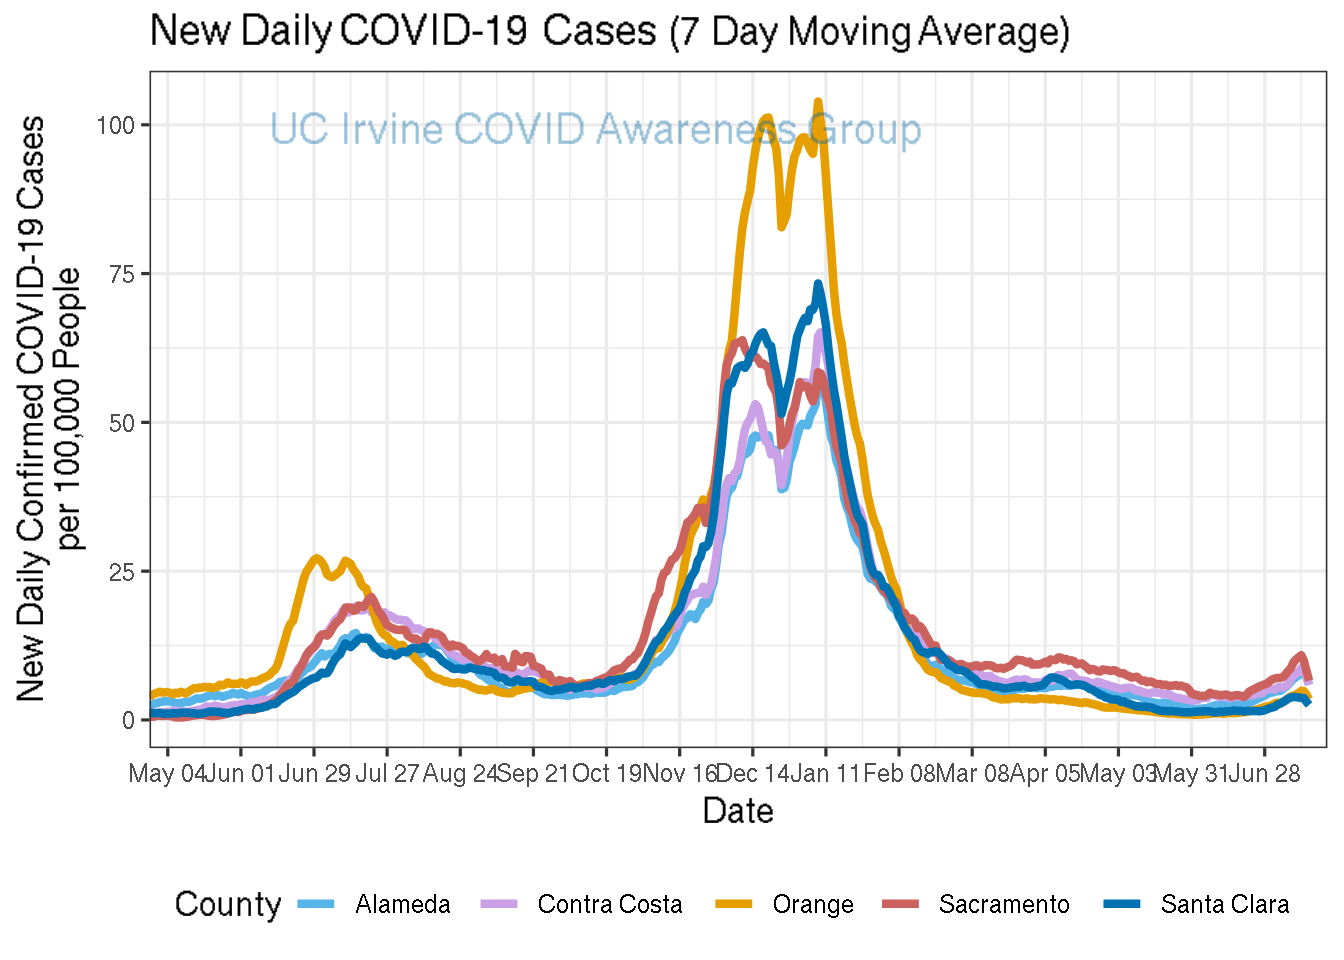 New Daily COVID-19 Cases (7 Day Moving Average)
UC Irvine COVID Awareness Group
New Daily Confirmed COVID-19 Cases
per 100,000 People
100
75
50
25
0
May 04 Jun 01 Jun 29 Jul 27 Aug 24 Sep 21 Oct 19 Nov 16 Dec 14 Jan 11 Feb 08 Mar 08 Apr 05 May 03 May 31 Jun 28
Date
County Alameda Contra Costa Orange Sacramento Santa Clara